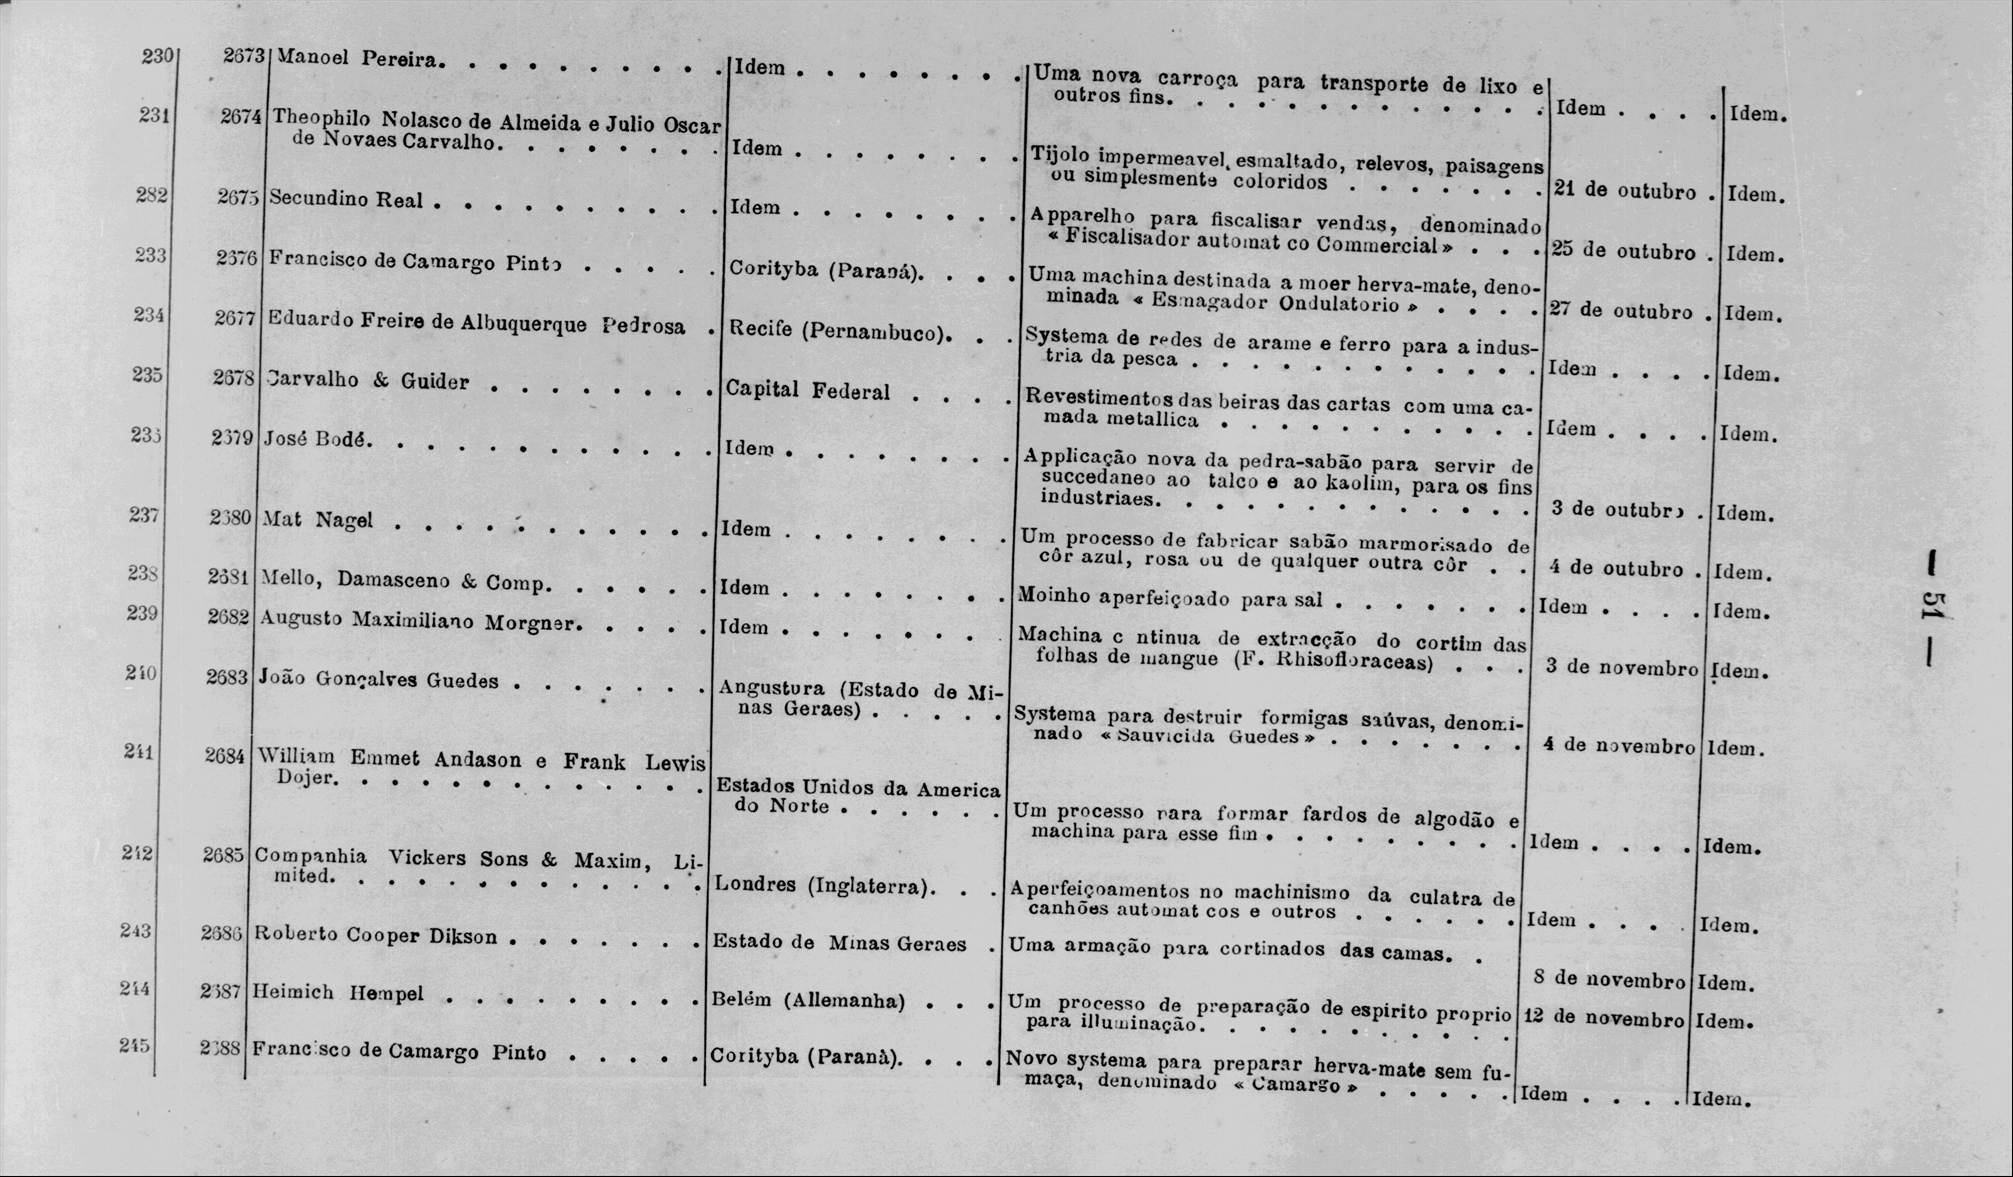 230 2673 Manoel Pereira. . . . . . . . . . Idem . . . . . . . . Uma nova carroça para transporte de lixo e
outros fins. . . . . . . . . . . . . Idem . . . . Idem.
231 2674 Theophilo Nolasco de Almeida e Julio Oscar
de Novaes Carvalho. . . . . . . . Idem . . . . . . . . Tijolo impermeavel, esmaltado, relevos, paisagens
ou simplesmente coloridos . . . . . . . 21 de outubro . Idem.
282 2675 Secundino Real . . . . . . . . . . Idem . . . . . . . . Apparelho para fiscalisar vendas, denominado
« Fiscalisador automat co Commercial » . . . 25 de outubro . Idem.
233 2676 Francisco de Camargo Pinto . . . . . Corityba (Paraná). . . . Uma machina destinada a moer herva-mate, deno-
minada « Esmagador Ondulatorio » . . . . 27 de outubro . Idem.
234 2677 Eduardo Freire de Albuquerque Pedrosa . Recife (Pernambuco). . . Systema de redes de arame e ferro para a indus-
tria da pesca . . . . . . . . . . . . Idem . . . . Idem.
235 2678 Carvalho & Guider . . . . . . . . Capital Federal . . . . Revestimentos das beiras das cartas com uma ca-
mada metallica . . . . . . . . . . . Idem . . . . Idem.
236 2679 José Bodé. . . . . . . . . . . . Idem . . . . . . . . Applicação nova da pedra-sabão para servir de
succedaneo ao talco e ao kaolim, para os fins
industriaes. . . . . . . . . . . . . 3 de outubro . Idem.
237 2680 Mat Nagel . . . . . . . . . . . Idem . . . . . . . . Um processo de fabricar sabão marmorisado de
côr azul, rosa ou de qualquer outra côr . . 4 de outubro . Idem.
238 2681 Mello, Damasceno & Comp. . . . . . Idem . . . . . . . . Moinho aperfeiçoado para sal . . . . . . . Idem . . . . Idem.
239 2682 Augusto Maximiliano Morgner. . . . . Idem . . . . . . . . Machina c ntinua de extracção do cortim das
folhas de mangue (F. Rhisofloraceas) . . . 3 de novembro Idem.
240 2683 João Gonçalves Guedes . . . . . . . Angustura (Estado de Mi-
nas Geraes) . . . . . Systema para destruir formigas saúvas, denomi-
nado « Sauvicida Guedes » . . . . . . . 4 de novembro Idem.
241 2684 William Emmet Andason e Frank Lewis
Dojer. . . . . . . . . . . . . Estados Unidos da America
do Norte . . . . . . Um processo para formar fardos de algodão e
machina para esse fim . . . . . . . . . Idem . . . . Idem.
242 2685 Companhia Vickers Sons & Maxim, Li-
mited. . . . . . . . . . . . . Londres (Inglaterra). . . Aperfeiçoamentos no machinismo da culatra de
canhões automat cos e outros . . . . . . Idem . . . . Idem.
243 2686 Roberto Cooper Dikson . . . . . . . Estado de Minas Geraes . Uma armação para cortinados das camas. .
8 de novembro Idem.
244 2687 Heimich Hempel . . . . . . . . . Belém (Allemanha) . . . Um processo de preparação de espirito proprio
para illuminação. . . . . . . . . . . 12 de novembro Idem.
245 2688 Francisco de Camargo Pinto . . . . . Corityba (Paranà). . . . Novo systema para preparar herva-mate sem fu-
maça, denominado « Camargo » . . . . . Idem . . . . Idem.
— 51 —